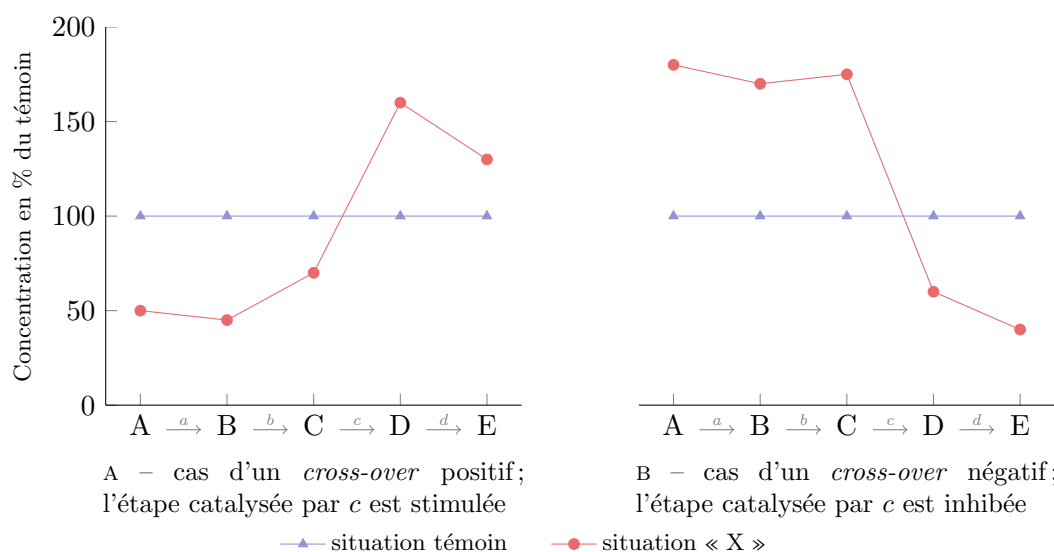 200
150
100
50
0
Concentration en % du témoin
A a B b C c D d E
A a B b C c D d E
A – cas d'un cross-over positif ;
l'étape catalysée par c est stimulée
B – cas d'un cross-over négatif ;
l'étape catalysée par c est inhibée
situation témoin situation « X »